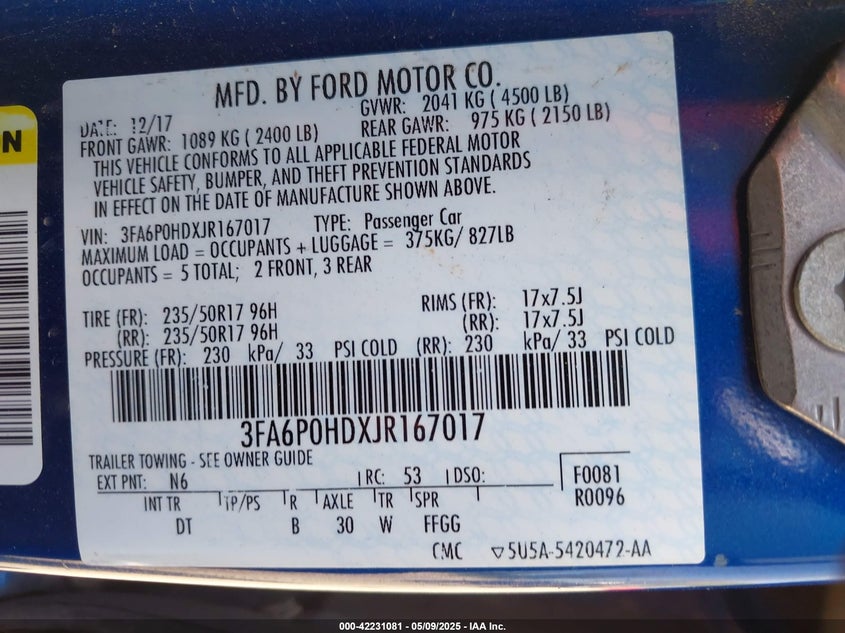 ON
MFD. BY FORD MOTOR CO.
DATE: 12/17 GVWR: 2041 KG ( 4500 LB)
FRONT GAWR: 1089 KG ( 2400 LB) REAR GAWR: 975 KG ( 2150 LB)
THIS VEHICLE CONFORMS TO ALL APPLICABLE FEDERAL MOTOR
VEHICLE SAFETY, BUMPER, AND THEFT PREVENTION STANDARDS
IN EFFECT ON THE DATE OF MANUFACTURE SHOWN ABOVE.
VIN: 3FA6P0HDXJR167017 TYPE: Passenger Car
MAXIMUM LOAD = OCCUPANTS + LUGGAGE = 375KG/ 827LB
OCCUPANTS = 5 TOTAL; 2 FRONT, 3 REAR
TIRE (FR): 235/50R17 96H RIMS (FR): 17x7.5J
(RR): 235/50R17 96H (RR): 17x7.5J
PRESSURE (FR): 230 kPa/ 33 PSI COLD (RR): 230 kPa/ 33 PSI COLD
3FA6P0HDXJR167017
TRAILER TOWING - SEE OWNER GUIDE
EXT PNT: N6 RC: 53 DSO: F0081
R0096
INT TR TP/PS R AXLE TR SPR
DT B 30 W FFGG
CMC ▽5U5A-5420472-AA
000-42231081 - 05/09/2025 - IAA Inc.